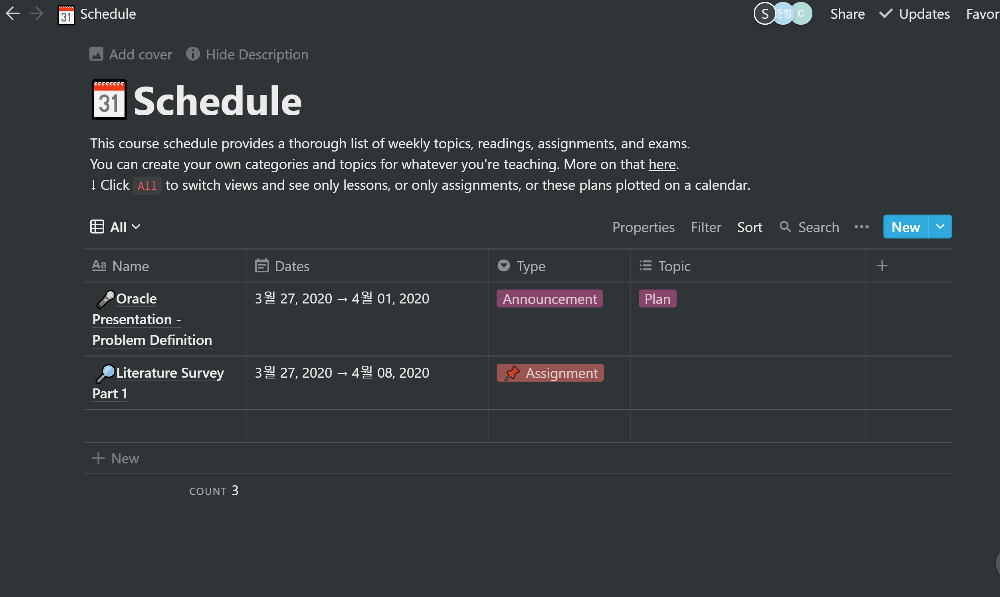 31 Schedule
S 준형 C Share Updates Favor
Add cover Hide Description
31 Schedule
This course schedule provides a thorough list of weekly topics, readings, assignments, and exams.
You can create your own categories and topics for whatever you're teaching. More on that here.
↓ Click All to switch views and see only lessons, or only assignments, or these plans plotted on a calendar.
All Properties Filter Sort Search ••• New
Aa Name Dates Type Topic +
Oracle 3월 27, 2020 → 4월 01, 2020 Announcement Plan
Presentation -
Problem Definition
Literature Survey 3월 27, 2020 → 4월 08, 2020 Assignment
Part 1
+ New
COUNT 3